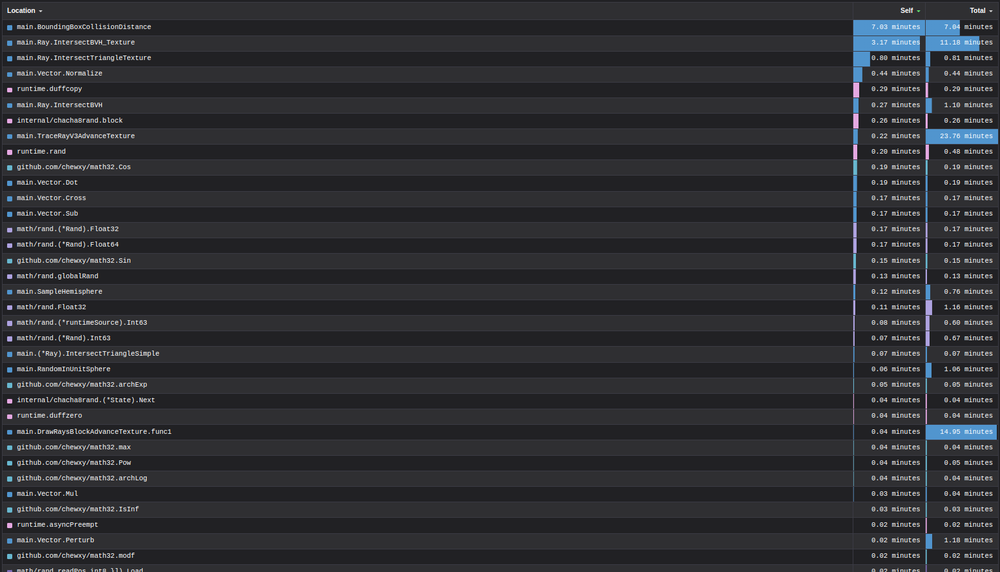 Location Self Total
main.BoundingBoxCollisionDistance 7.03 minutes 7.04 minutes
main.Ray.IntersectBVH_Texture 3.17 minutes 11.18 minutes
main.Ray.IntersectTriangleTexture 0.80 minutes 0.81 minutes
main.Vector.Normalize 0.44 minutes 0.44 minutes
runtime.duffcopy 0.29 minutes 0.29 minutes
main.Ray.IntersectBVH 0.27 minutes 1.10 minutes
internal/chacha8rand.block 0.26 minutes 0.26 minutes
main.TraceRayV3AdvanceTexture 0.22 minutes 23.76 minutes
runtime.rand 0.20 minutes 0.48 minutes
github.com/chewxy/math32.Cos 0.19 minutes 0.19 minutes
main.Vector.Dot 0.19 minutes 0.19 minutes
main.Vector.Cross 0.17 minutes 0.17 minutes
main.Vector.Sub 0.17 minutes 0.17 minutes
math/rand.(*Rand).Float32 0.17 minutes 0.17 minutes
math/rand.(*Rand).Float64 0.17 minutes 0.17 minutes
github.com/chewxy/math32.Sin 0.15 minutes 0.15 minutes
math/rand.globalRand 0.13 minutes 0.13 minutes
main.SampleHemisphere 0.12 minutes 0.76 minutes
math/rand.Float32 0.11 minutes 1.16 minutes
math/rand.(*runtimeSource).Int63 0.08 minutes 0.60 minutes
math/rand.(*Rand).Int63 0.07 minutes 0.67 minutes
main.(*Ray).IntersectTriangleSimple 0.07 minutes 0.07 minutes
main.RandomInUnitSphere 0.06 minutes 1.06 minutes
github.com/chewxy/math32.archExp 0.05 minutes 0.05 minutes
internal/chacha8rand.(*State).Next 0.04 minutes 0.04 minutes
runtime.duffzero 0.04 minutes 0.04 minutes
main.DrawRaysBlockAdvanceTexture.func1 0.04 minutes 14.95 minutes
github.com/chewxy/math32.max 0.04 minutes 0.04 minutes
github.com/chewxy/math32.Pow 0.04 minutes 0.05 minutes
github.com/chewxy/math32.archLog 0.04 minutes 0.04 minutes
main.Vector.Mul 0.03 minutes 0.04 minutes
github.com/chewxy/math32.IsInf 0.03 minutes 0.03 minutes
runtime.asyncPreempt 0.02 minutes 0.02 minutes
main.Vector.Perturb 0.02 minutes 1.18 minutes
github.com/chewxy/math32.modf 0.02 minutes 0.02 minutes
math/rand.readPos int8 }]).Load 0.02 minutes 0.02 minutes